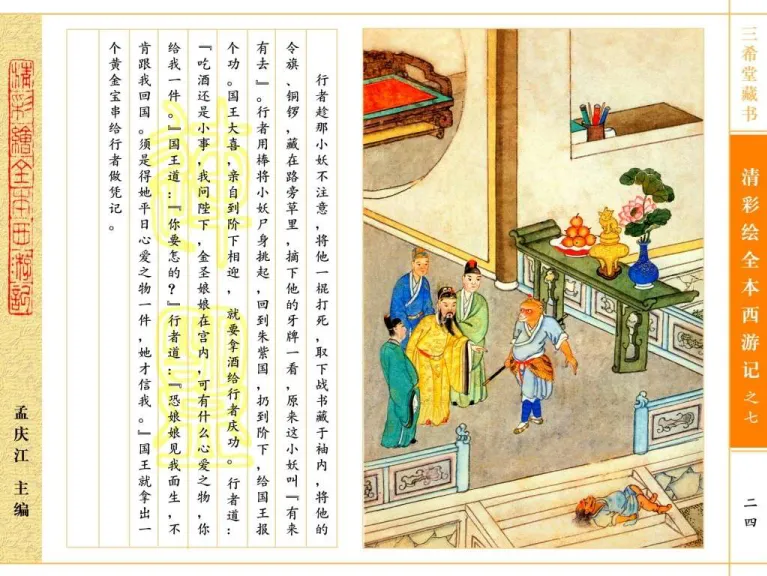 三希堂藏书
清彩绘全本西游记之七
二四
行者趁那小妖不注意，将他一棍打死，取下战书藏于袖内，将他的
令旗、铜锣，藏在路旁草里，摘下他的牙牌一看，原来这小妖叫『有来
有去』。行者用棒将小妖尸身挑起，回到朱紫国，扔到阶下，给国王报
个功。国王大喜，亲自到阶下相迎，就要拿酒给行者庆功。行者道：
『吃酒还是小事，我问陛下，金圣娘娘在宫内，可有什么心爱之物，你
给我一件。』国王道：『你要怎的？』行者道：『恐娘娘见我面生，不
肯跟我回国。须是得她平日心爱之物一件，她才信我。』国王就拿出一
个黄金宝串给行者做凭记。
清彩绘全本西游记
孟庆江 主编